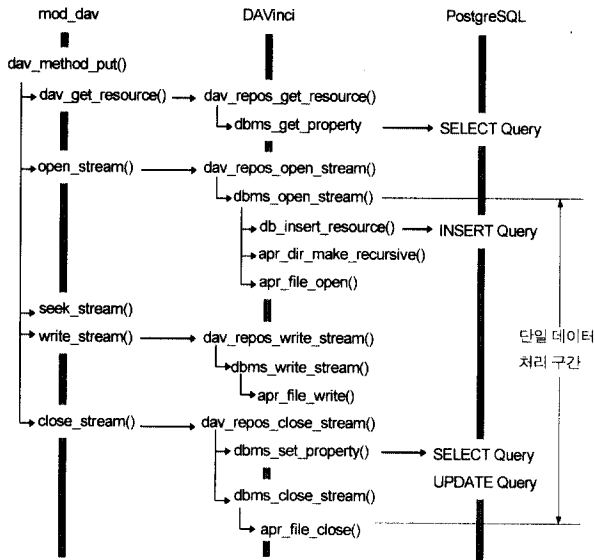 mod_dav DAVinci PostgreSQL
dav_method_put()
dav_get_resource() dav_repos_get_resource()
dbms_get_property SELECT Query
open_stream() dav_repos_open_stream()
dbms_open_stream()
db_insert_resource() INSERT Query
apr_dir_make_recursive()
apr_file_open()
seek_stream()
write_stream() dav_repos_write_stream()
단일 데이터
처리 구간
dbms_write_stream()
apr_file_write()
close_stream() dav_repos_close_stream()
dbms_set_property() SELECT Query
UPDATE Query
dbms_close_stream()
apr_file_close()